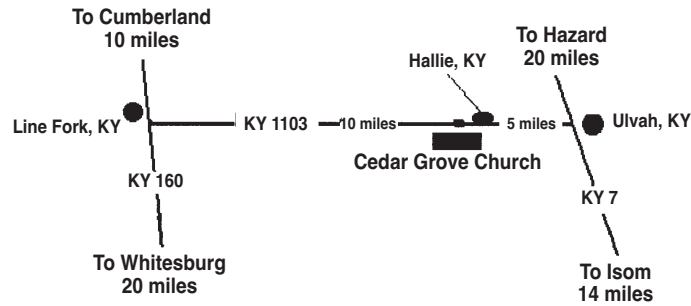 To Cumberland
10 miles
To Hazard
20 miles
Hallie, KY
Line Fork, KY
KY 1103
10 miles
5 miles
Ulvah, KY
Cedar Grove Church
KY 160
KY 7
To Whitesburg
20 miles
To Isom
14 miles